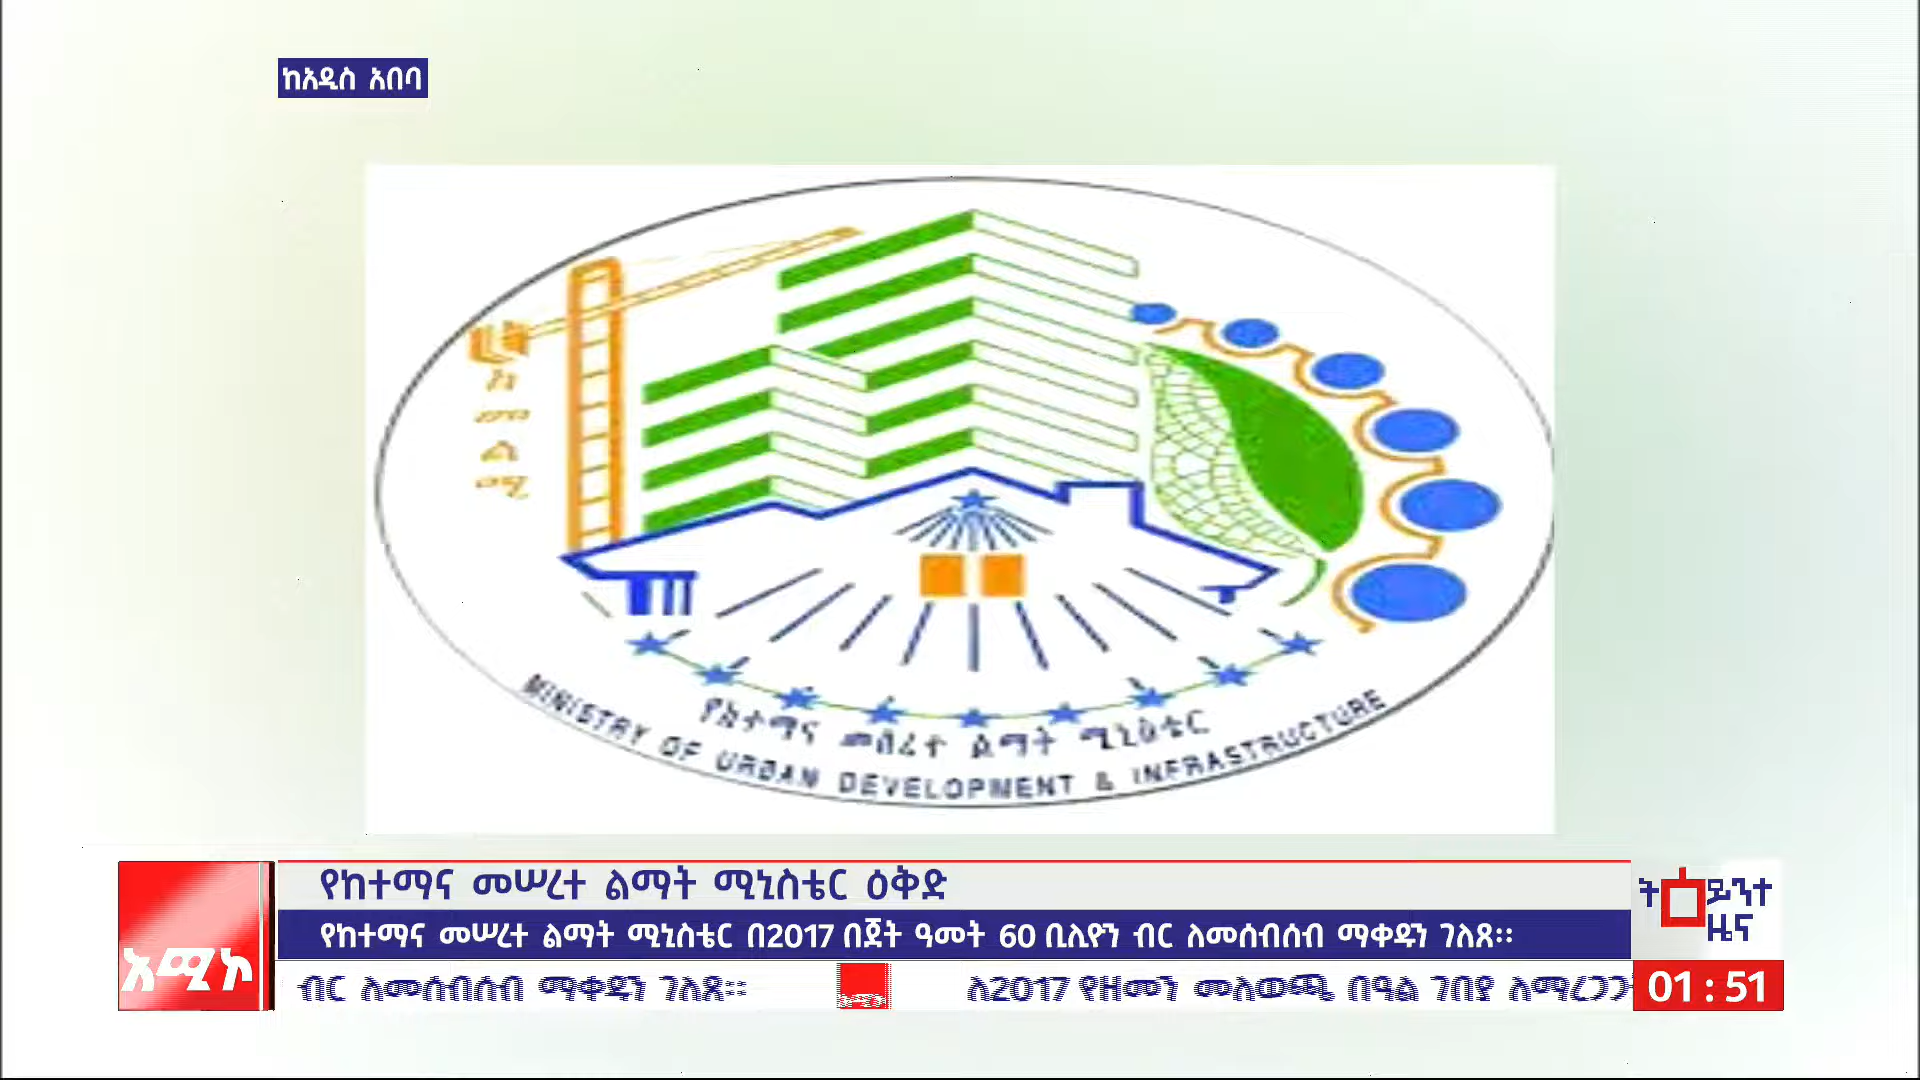 ከአዲስ አበባ
የከተማና መሠረተ ልማት ሚኒስቴር
MINISTRY OF URBAN DEVELOPMENT & INFRASTRUCTURE
የከተማና መሠረተ ልማት ሚኒስቴር ዕቅድ
የከተማና መሠረተ ልማት ሚኒስቴር በ2017 በጀት ዓመት 60 ቢሊዮን ብር ለመሰብሰብ ማቀዱን ገለጸ።
አሚኮ
ብር ለመሰብሰብ ማቀዱን ገለጸ። ለ2017 የዘመን መለወጫ በዓል ገበያ ለማረጋጋ
ትዕይንተ
ዜና
01:51